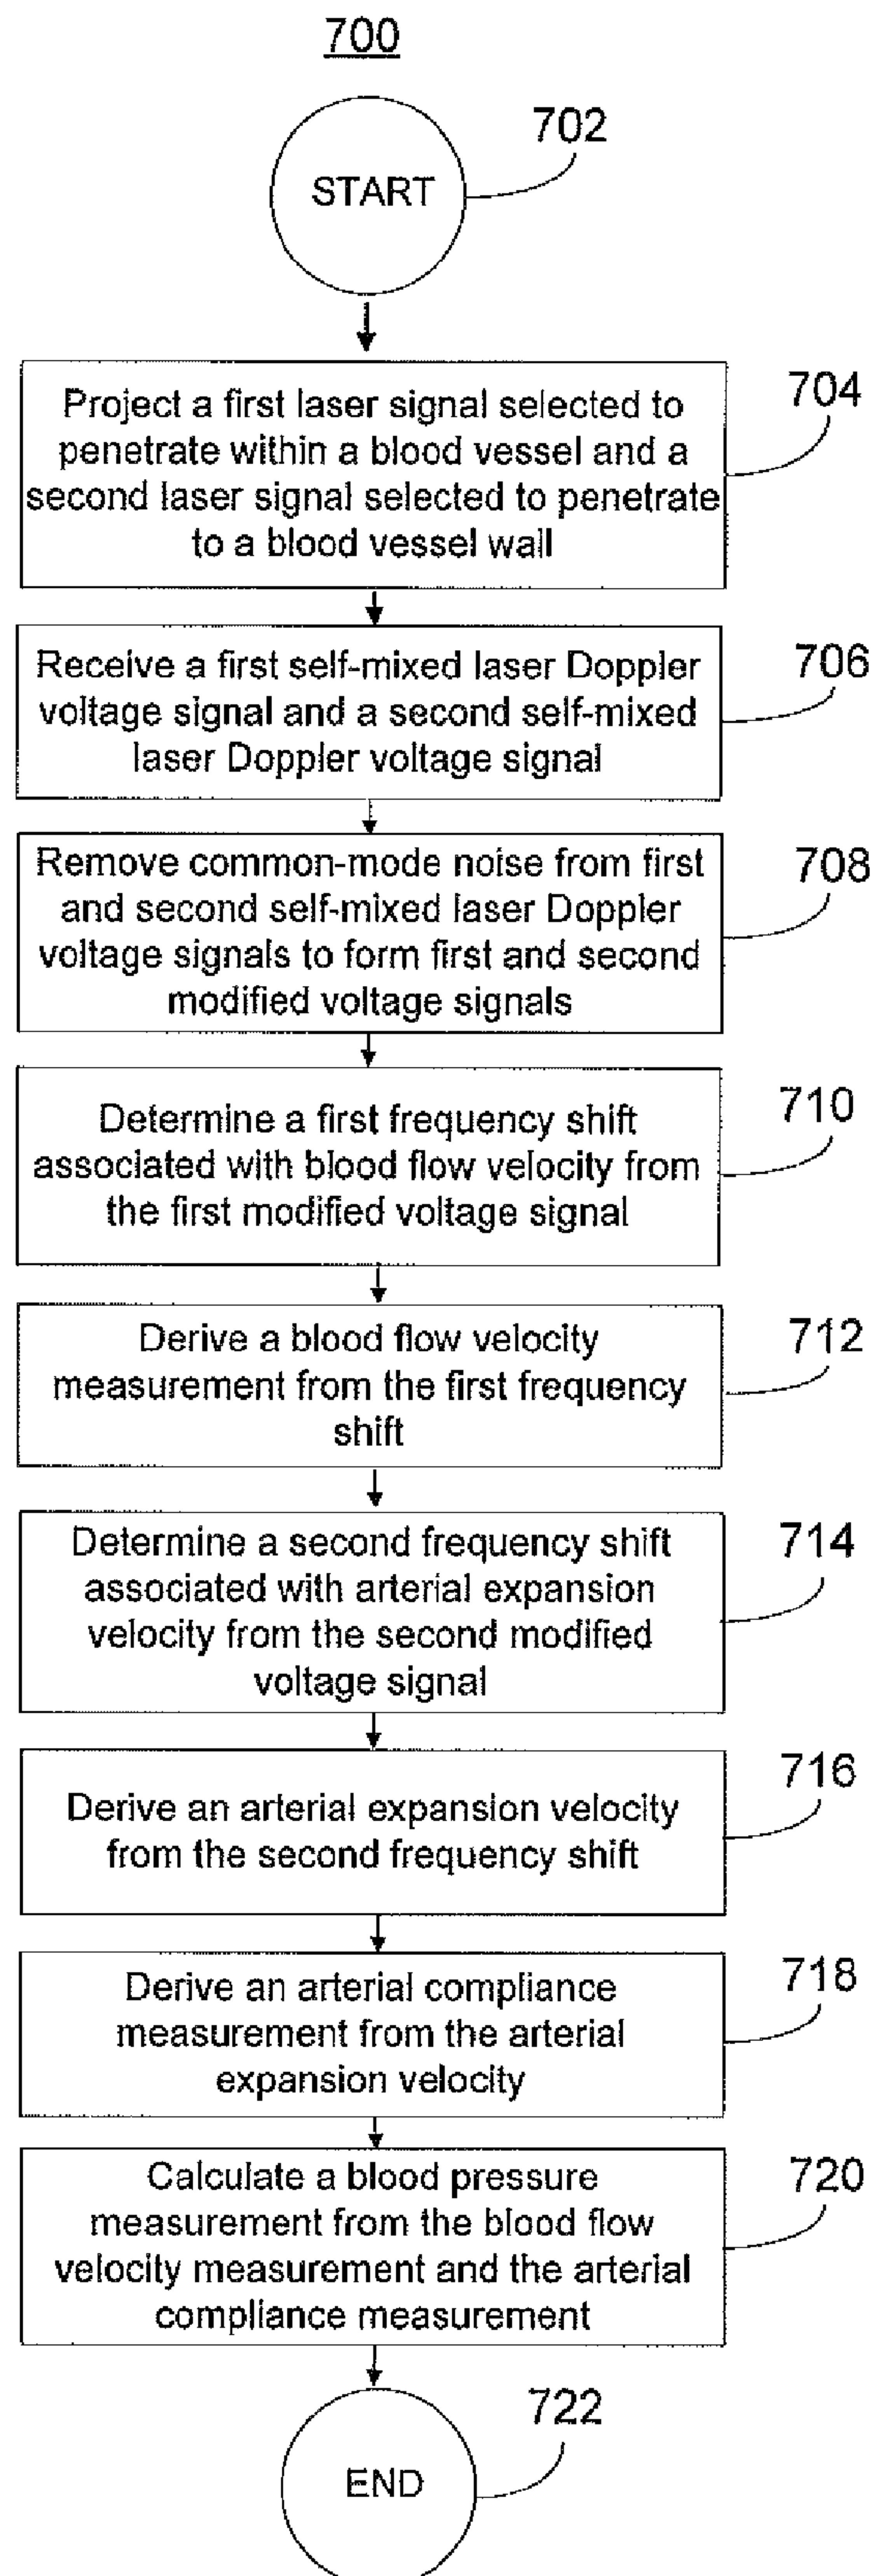 700
START
702
Project a first laser signal selected to
penetrate within a blood vessel and a
second laser signal selected to penetrate
to a blood vessel wall
704
Receive a first self-mixed laser Doppler
voltage signal and a second self-mixed
laser Doppler voltage signal
706
Remove common-mode noise from first
and second self-mixed laser Doppler
voltage signals to form first and second
modified voltage signals
708
Determine a first frequency shift
associated with blood flow velocity from
the first modified voltage signal
710
Derive a blood flow velocity
measurement from the first frequency
shift
712
Determine a second frequency shift
associated with arterial expansion
velocity from the second modified
voltage signal
714
Derive an arterial expansion velocity
from the second frequency shift
716
Derive an arterial compliance
measurement from the arterial
expansion velocity
718
Calculate a blood pressure
measurement from the blood flow
velocity measurement and the arterial
compliance measurement
720
END
722